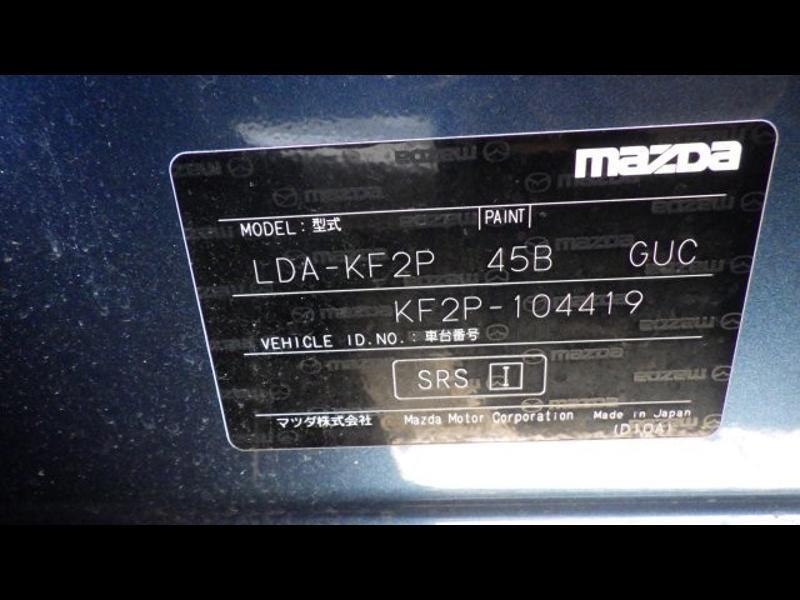 mazda
MODEL: 型式 PAINT
LDA-KF2P 45B GUC
KF2P-104419
VEHICLE ID.NO.: 車台番号
SRS I
マツダ株式会社 Mazda Motor Corporation Made in Japan
(D10A)